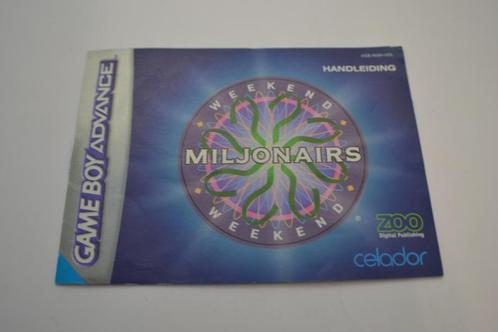 GAME BOY ADVANCE
HANDLEIDING
WEEKEND
MILJONAIRS
WEEKEND
ZOO
Digital Publishing
celador